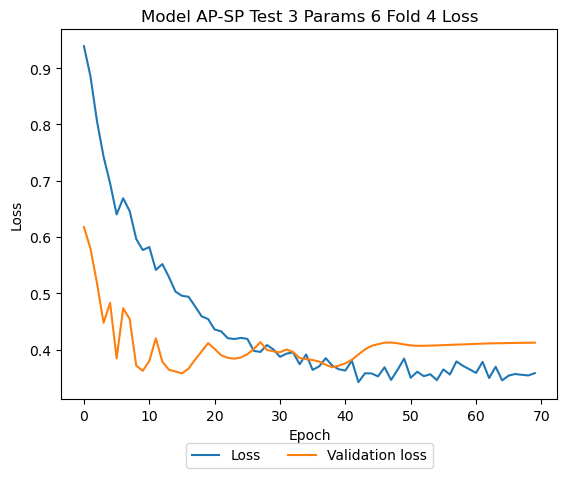 Model AP-SP Test 3 Params 6 Fold 4 Loss
Loss
0.9
0.8
0.7
0.6
0.5
0.4
0 10 20 30 40 50 60 70
Epoch
Loss Validation loss